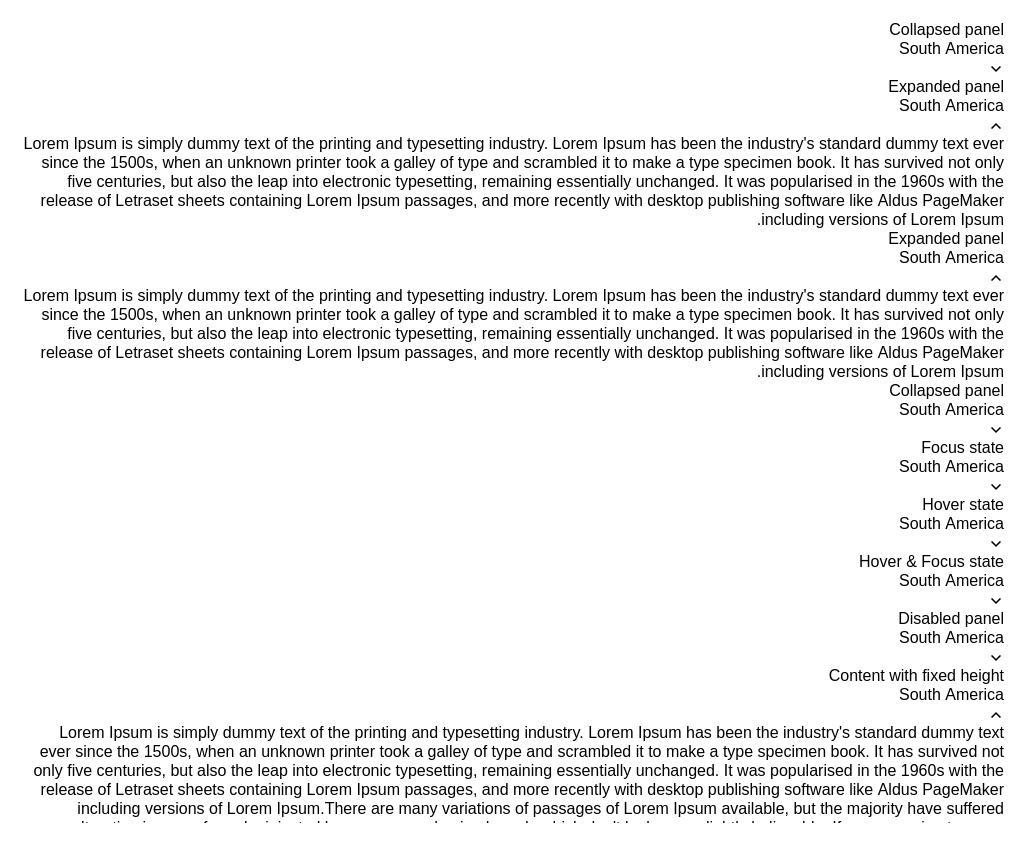 Collapsed panel
South America
Expanded panel
South America
Lorem Ipsum is simply dummy text of the printing and typesetting industry. Lorem Ipsum has been the industry's standard dummy text ever
since the 1500s, when an unknown printer took a galley of type and scrambled it to make a type specimen book. It has survived not only
five centuries, but also the leap into electronic typesetting, remaining essentially unchanged. It was popularised in the 1960s with the
release of Letraset sheets containing Lorem Ipsum passages, and more recently with desktop publishing software like Aldus PageMaker
.including versions of Lorem Ipsum
Expanded panel
South America
Lorem Ipsum is simply dummy text of the printing and typesetting industry. Lorem Ipsum has been the industry's standard dummy text ever
since the 1500s, when an unknown printer took a galley of type and scrambled it to make a type specimen book. It has survived not only
five centuries, but also the leap into electronic typesetting, remaining essentially unchanged. It was popularised in the 1960s with the
release of Letraset sheets containing Lorem Ipsum passages, and more recently with desktop publishing software like Aldus PageMaker
.including versions of Lorem Ipsum
Collapsed panel
South America
Focus state
South America
Hover state
South America
Hover & Focus state
South America
Disabled panel
South America
Content with fixed height
South America
Lorem Ipsum is simply dummy text of the printing and typesetting industry. Lorem Ipsum has been the industry's standard dummy text
ever since the 1500s, when an unknown printer took a galley of type and scrambled it to make a type specimen book. It has survived not
only five centuries, but also the leap into electronic typesetting, remaining essentially unchanged. It was popularised in the 1960s with the
release of Letraset sheets containing Lorem Ipsum passages, and more recently with desktop publishing software like Aldus PageMaker
including versions of Lorem Ipsum.There are many variations of passages of Lorem Ipsum available, but the majority have suffered